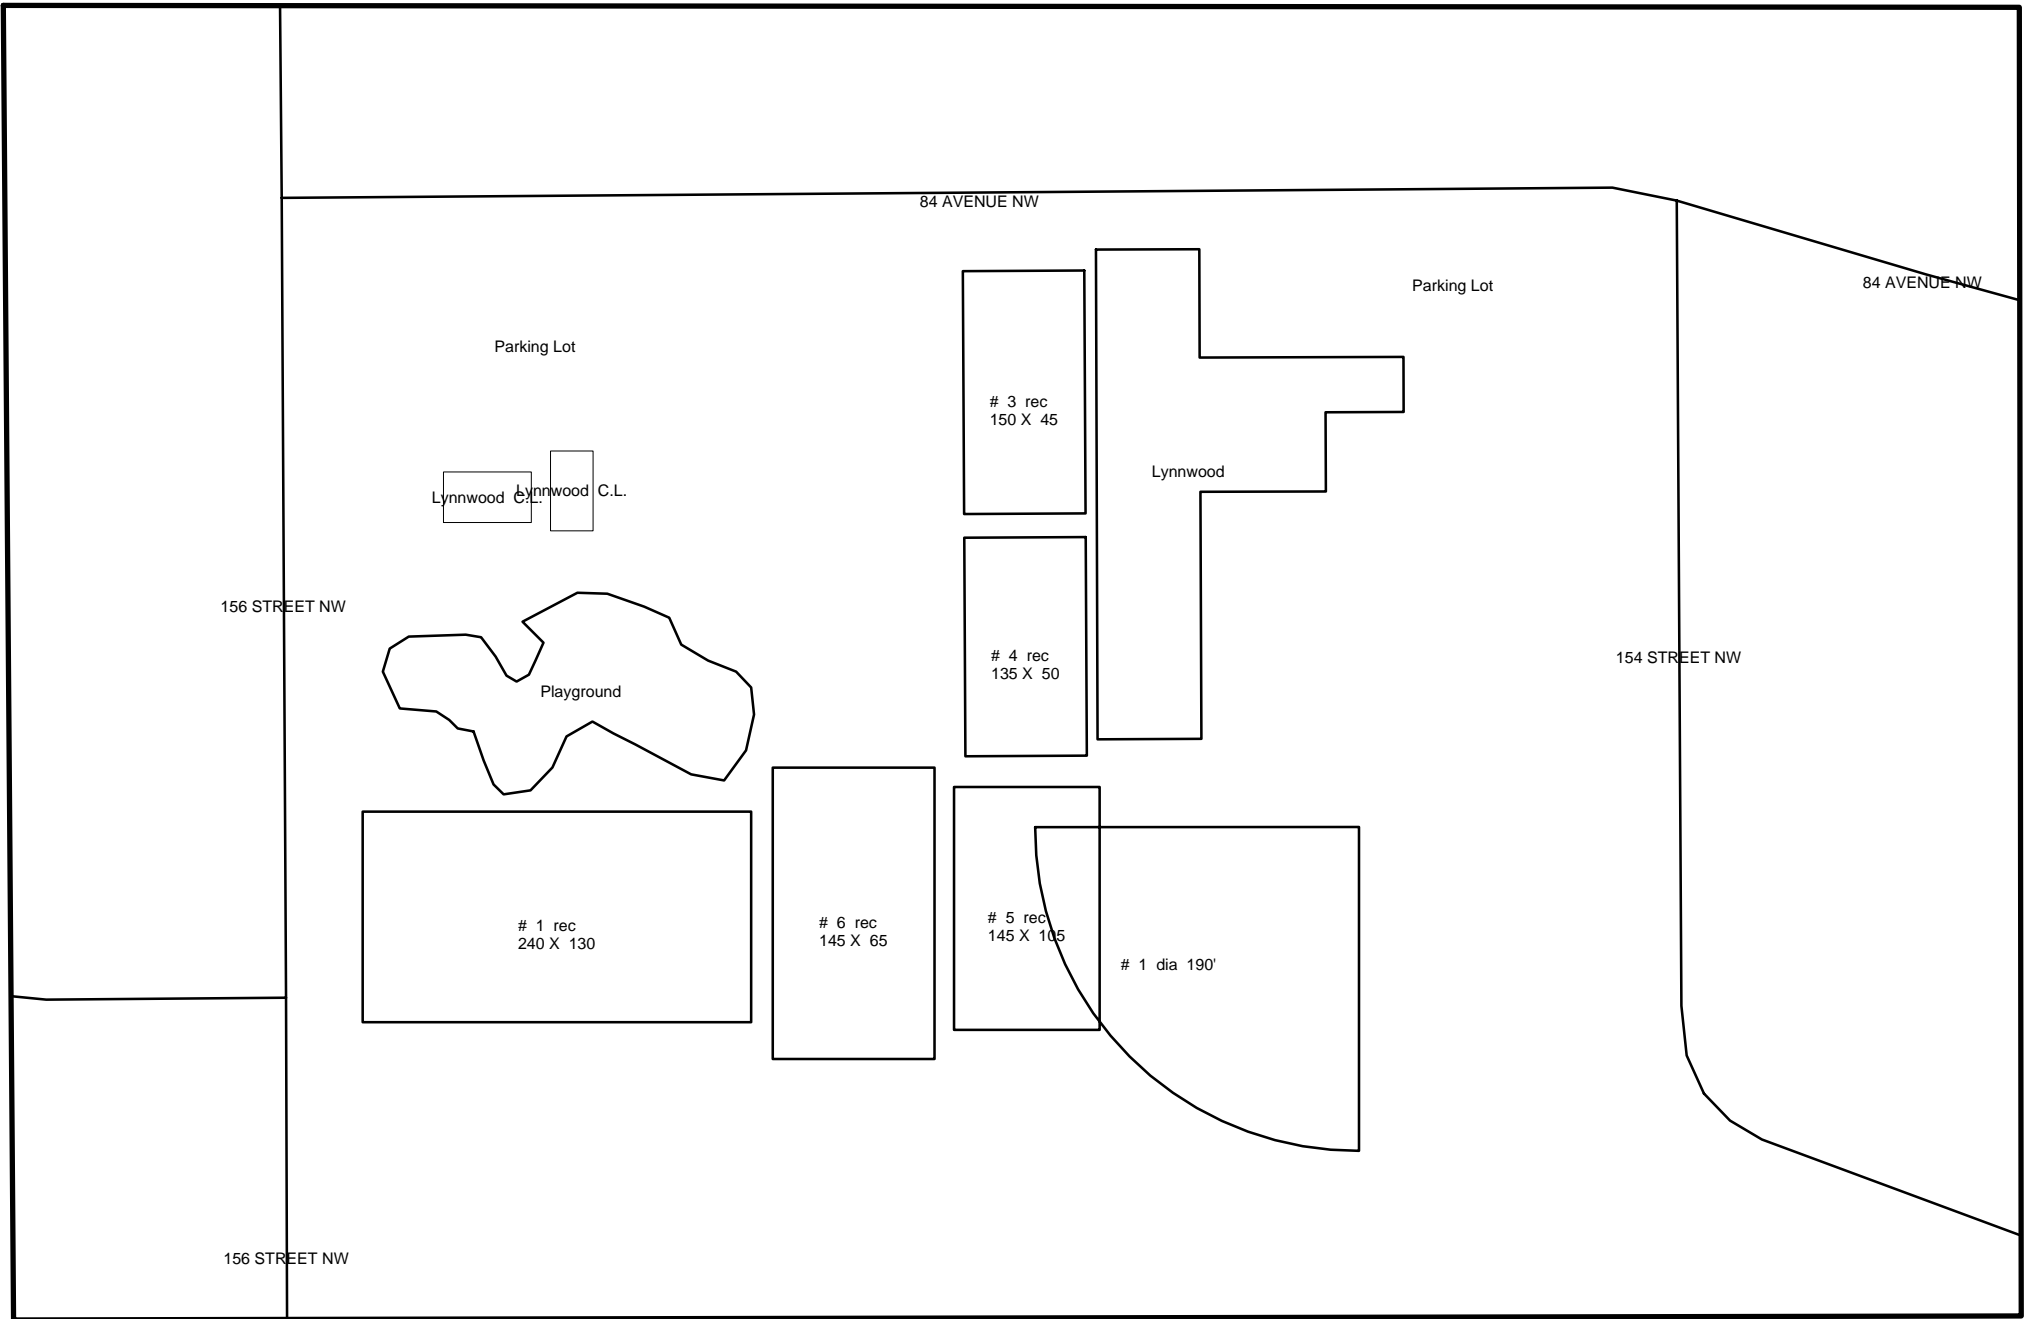 84 AVENUE NW
84 AVENUE NW
Parking Lot
Parking Lot
# 3 rec
150 X 45
Lynnwood
Lynnwood C.L.
Lynnwood C.L.
156 STREET NW
154 STREET NW
# 4 rec
135 X 50
Playground
# 1 rec
240 X 130
# 6 rec
145 X 65
# 5 rec
145 X 105
# 1 dia 190'
156 STREET NW